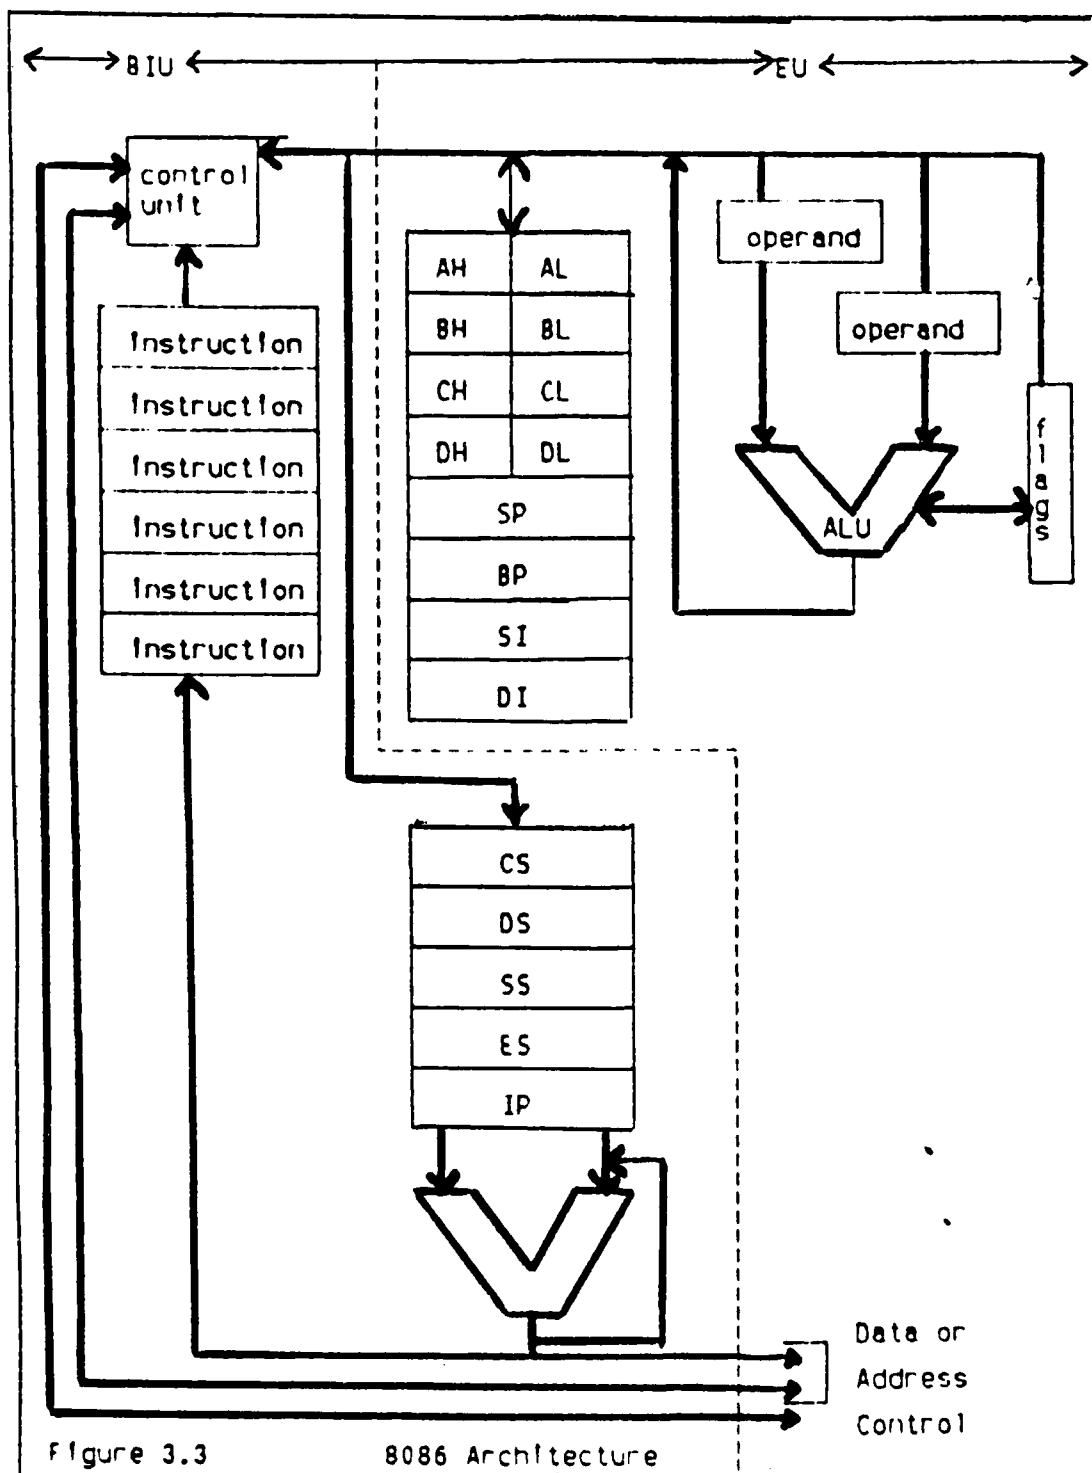 BIU EU
control
unit
Instruction
Instruction
Instruction
Instruction
Instruction
Instruction
AH AL
BH BL
CH CL
DH DL
SP
BP
SI
DI
operand
operand
ALU
flags
CS
DS
SS
ES
IP
Data or
Address
Control
Figure 3.3 8086 Architecture